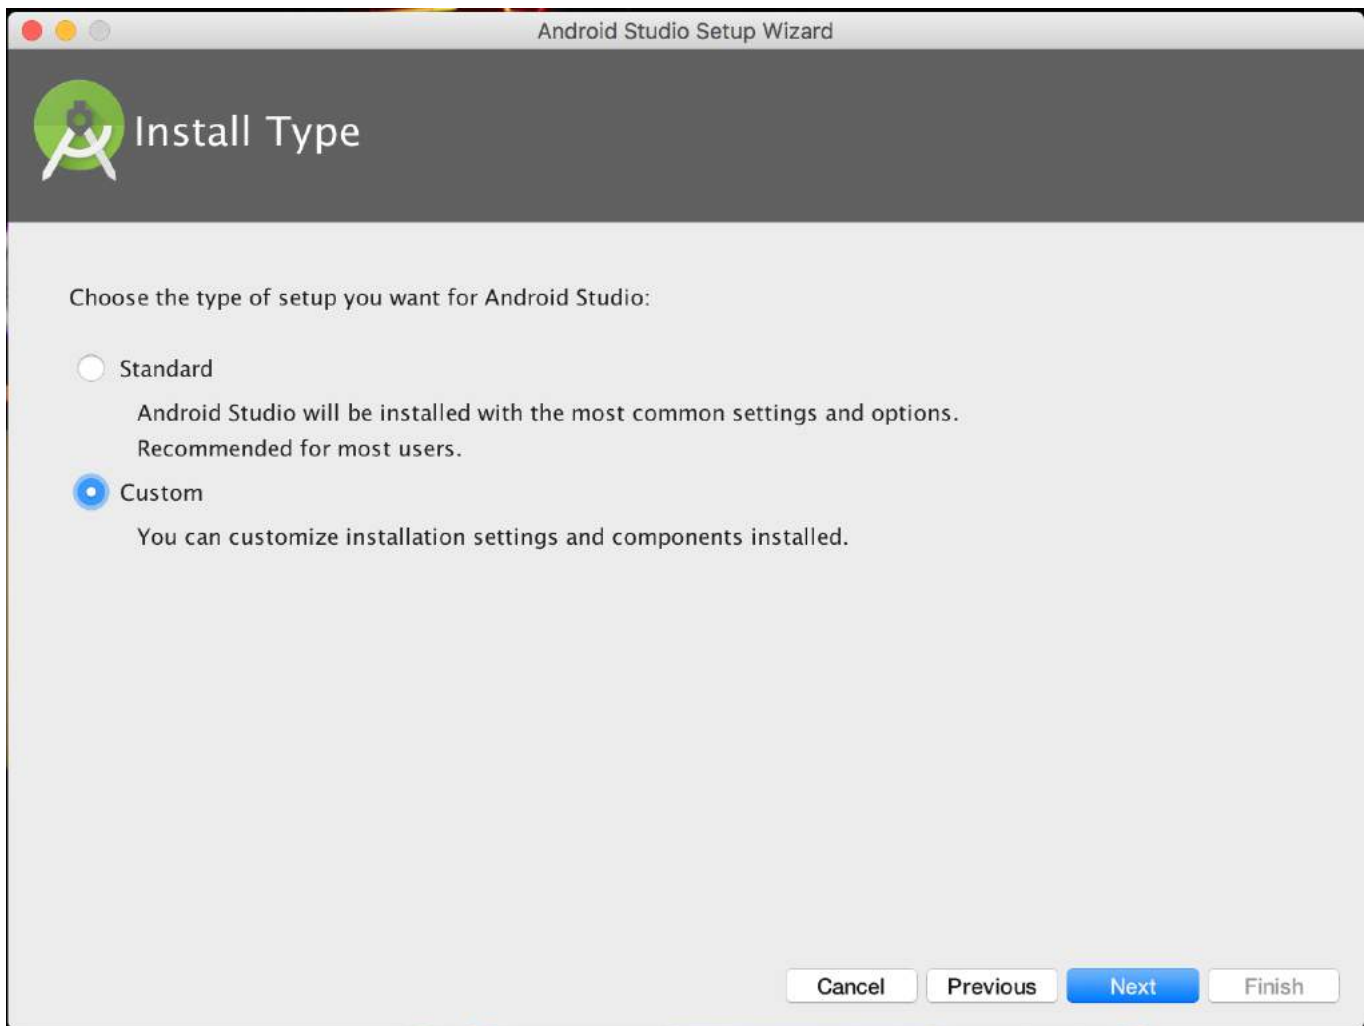 Android Studio Setup Wizard
Install Type
Choose the type of setup you want for Android Studio:
Standard
Android Studio will be installed with the most common settings and options.
Recommended for most users.
Custom
You can customize installation settings and components installed.
Cancel
Previous
Next
Finish